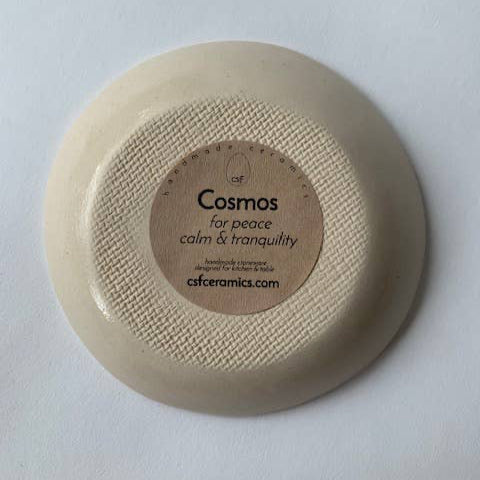 handmade ceramics
csf
Cosmos
for peace
calm & tranquility
handmade stoneware
designed for kitchen & table
csfceramics.com